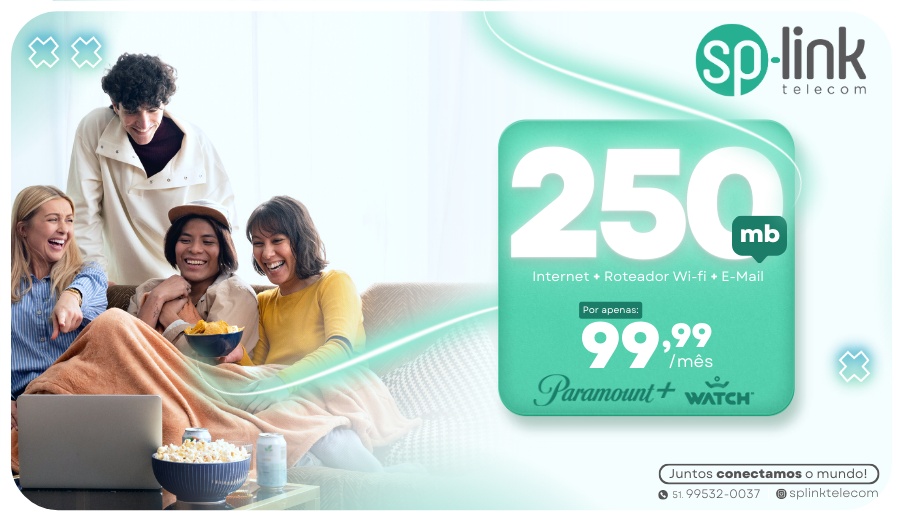 sp-link
telecom
250
mb
Internet + Roteador Wi-fi + E-Mail
Por apenas:
99,99
/mês
Paramount+ WATCH
Juntos conectamos o mundo!
51. 99532-0037 splinktelecom